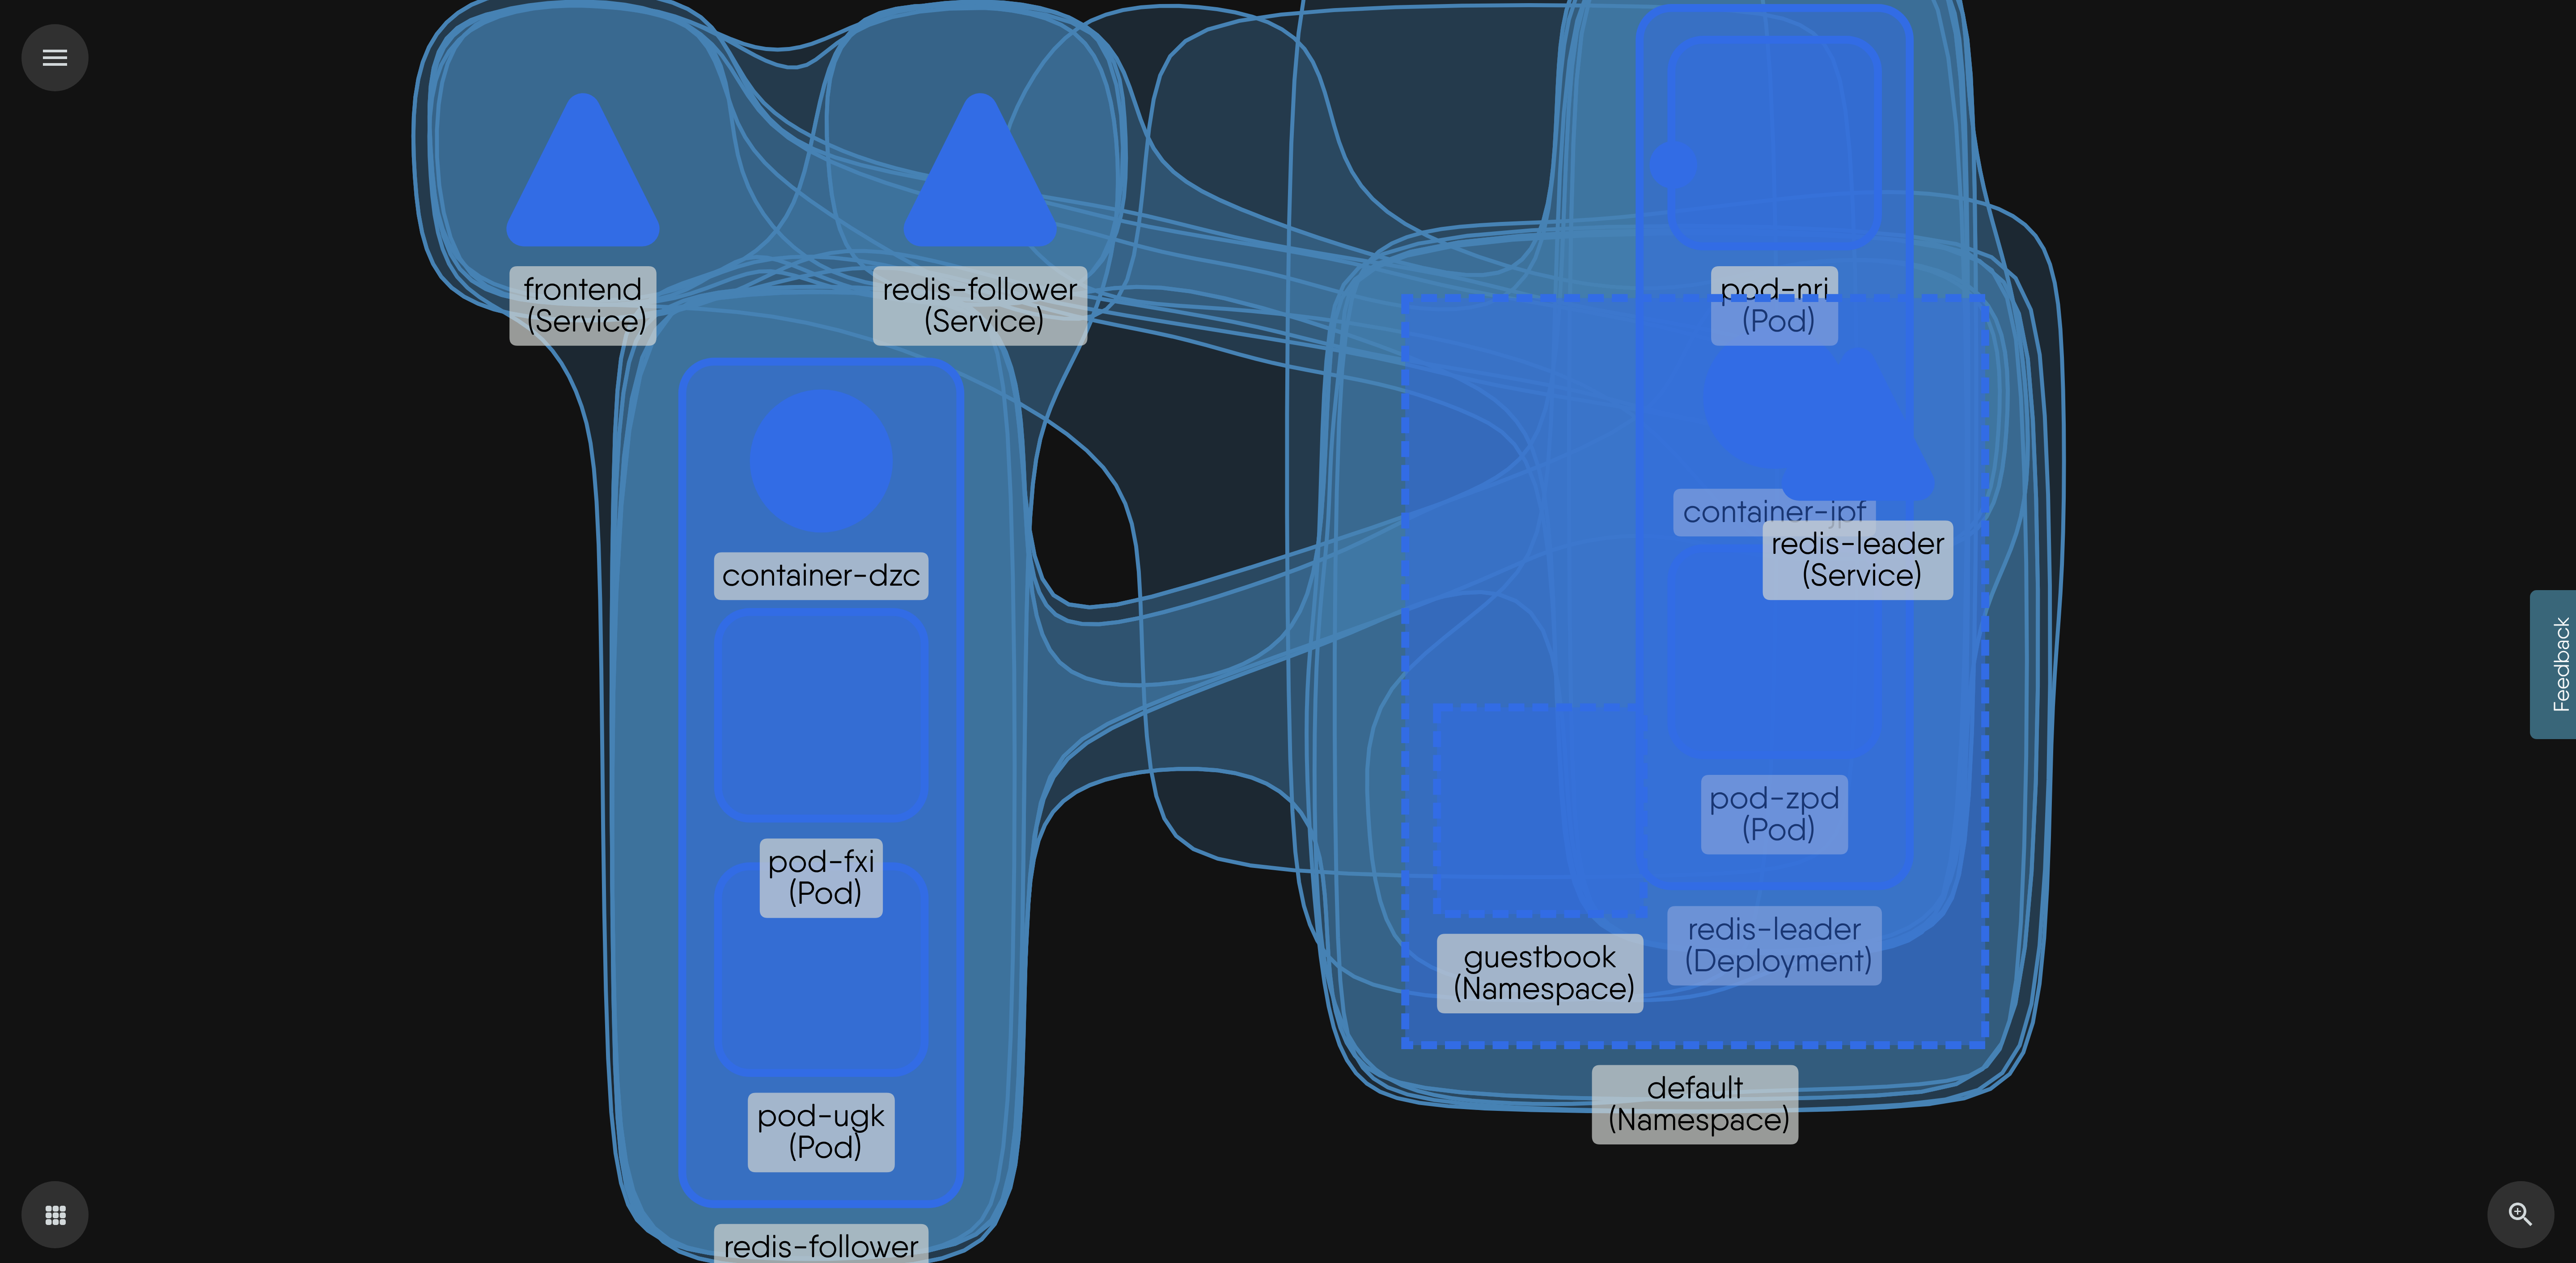 frontend
(Service)
redis-follower
(Service)
pod-nri
(Pod)
container-dzc
container-jpf
redis-leader
(Service)
pod-zpd
(Pod)
pod-fxi
(Pod)
redis-leader
(Deployment)
guestbook
(Namespace)
pod-ugk
(Pod)
default
(Namespace)
redis-follower
Feedback